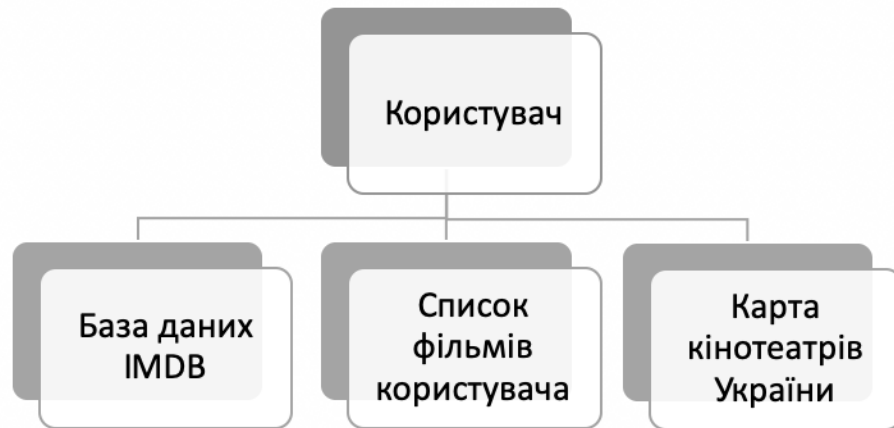 Користувач
База даних
IMDB
Список
фільмів
користувача
Карта
кінотеатрів
України